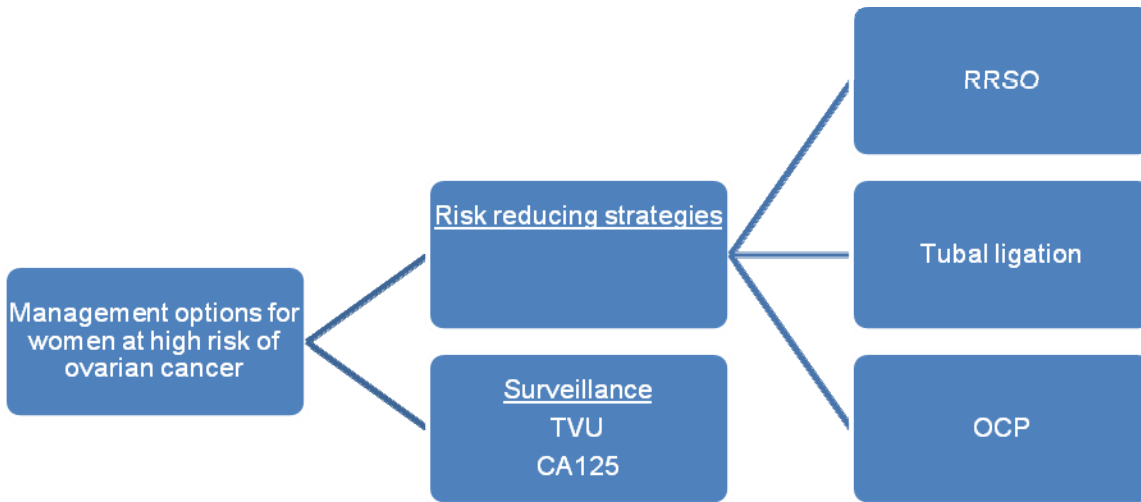 Management options for
women at high risk of
ovarian cancer
Risk reducing strategies
Surveillance
TVU
CA125
RRSO
Tubal ligation
OCP